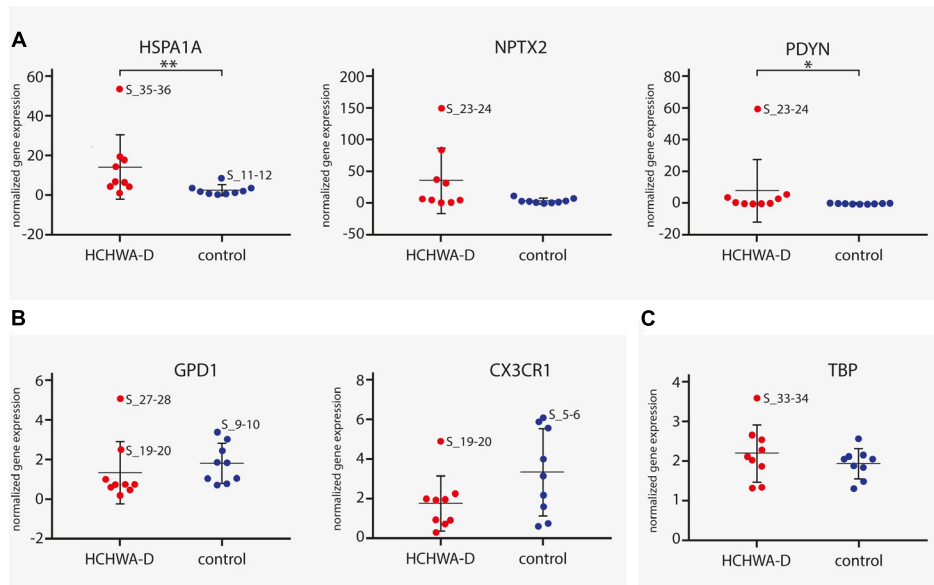 A
HSPA1A
normalized gene expression
60
40
20
0
-20
**
S_35-36
S_11-12
HCHWA-D
control
NPTX2
normalized gene expression
200
150
100
50
0
-50
S_23-24
HCHWA-D
control
PDYN
normalized gene expression
80
60
40
20
0
-20
*
S_23-24
HCHWA-D
control
B
GPD1
normalized gene expression
6
4
2
0
-2
S_27-28
S_19-20
S_9-10
HCHWA-D
control
CX3CR1
normalized gene expression
8
6
4
2
0
S_19-20
S_5-6
HCHWA-D
control
C
TBP
normalized gene expression
4
3
2
1
0
S_33-34
HCHWA-D
control